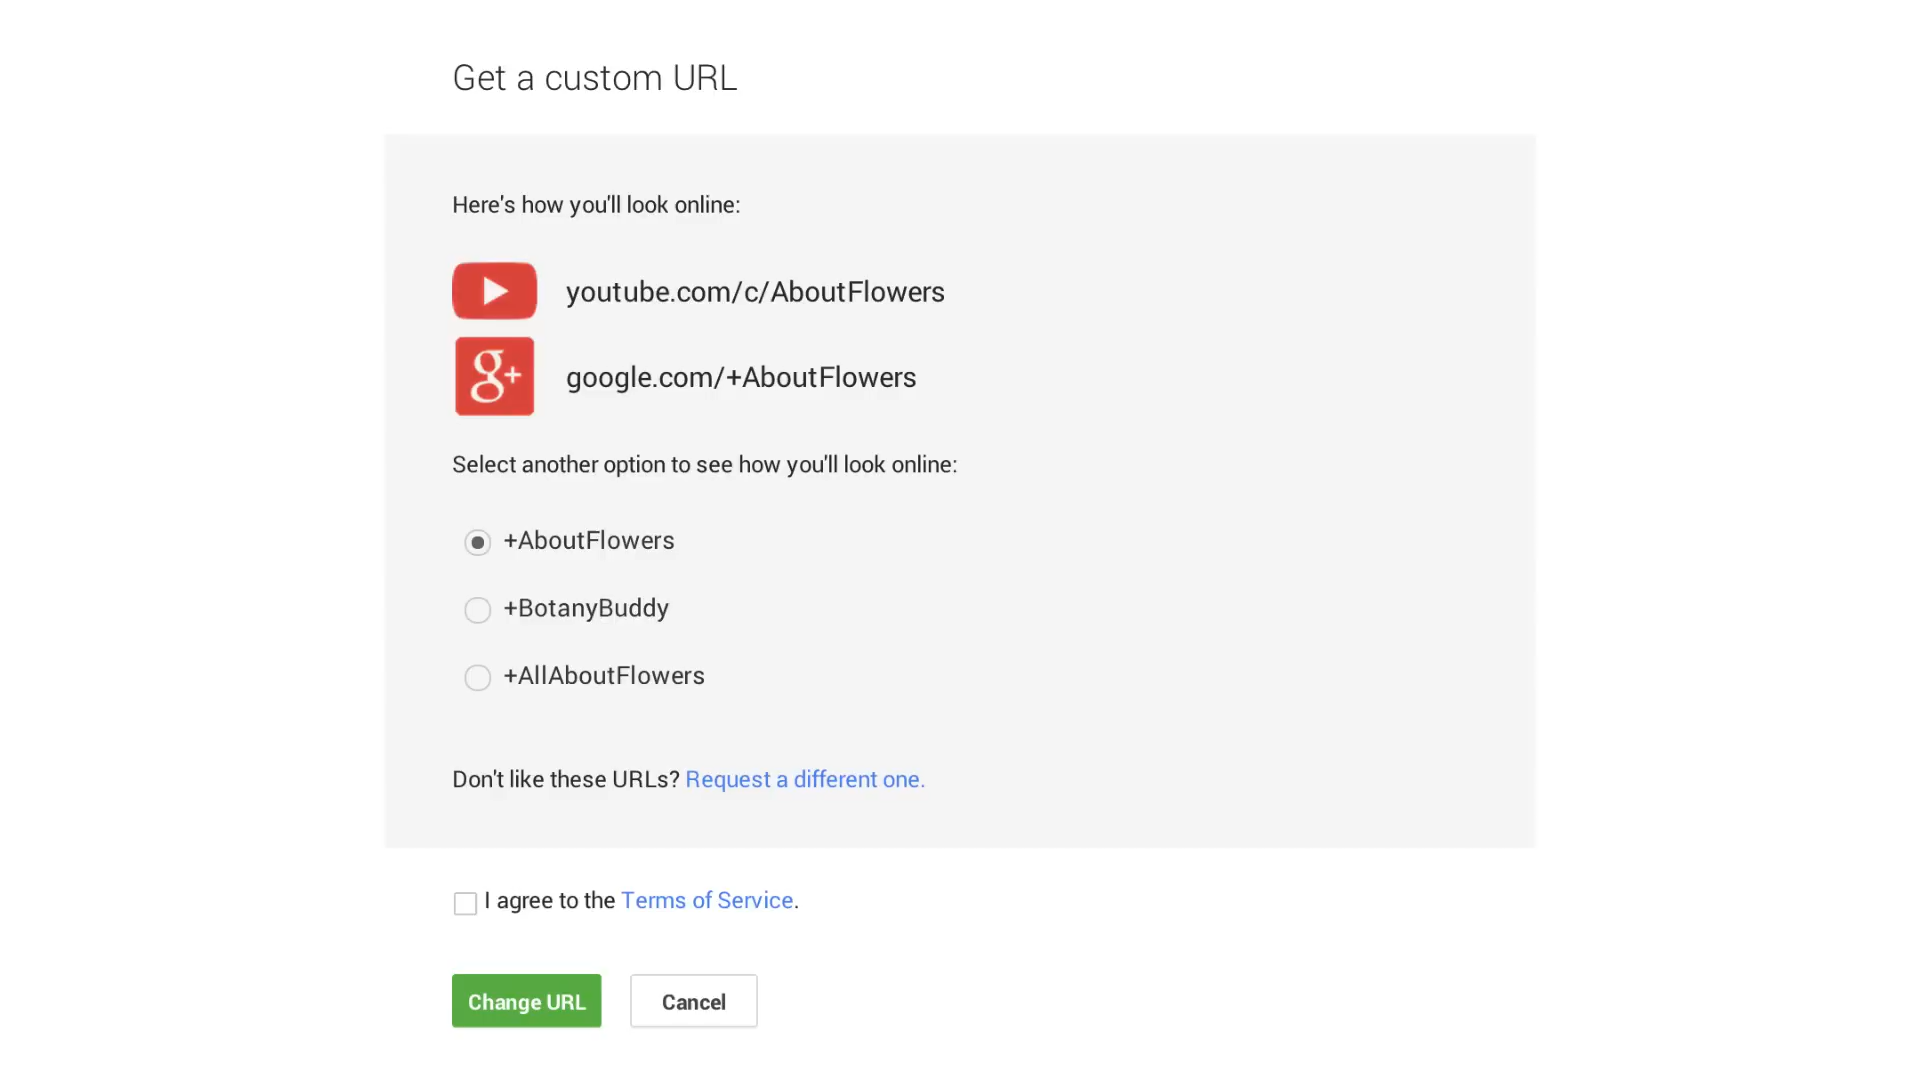 Get a custom URL
Here's how you'll look online:
youtube.com/c/AboutFlowers
g+
google.com/+AboutFlowers
Select another option to see how you'll look online:
+AboutFlowers
+BotanyBuddy
+AllAboutFlowers
Don't like these URLs? Request a different one.
I agree to the Terms of Service.
Change URL Cancel